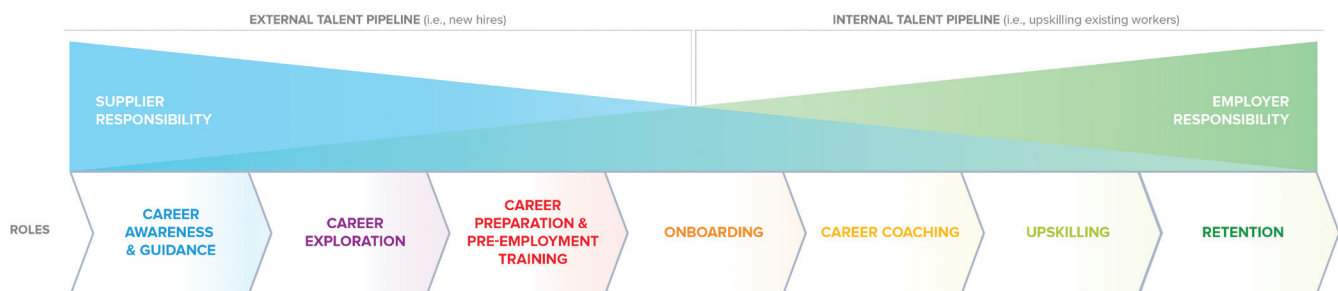 EXTERNAL TALENT PIPELINE (i.e., new hires)
INTERNAL TALENT PIPELINE (i.e., upskilling existing workers)
SUPPLIER
RESPONSIBILITY
EMPLOYER
RESPONSIBILITY
ROLES
CAREER
AWARENESS
& GUIDANCE
CAREER
EXPLORATION
CAREER
PREPARATION &
PRE-EMPLOYMENT
TRAINING
ONBOARDING
CAREER COACHING
UPSKILLING
RETENTION